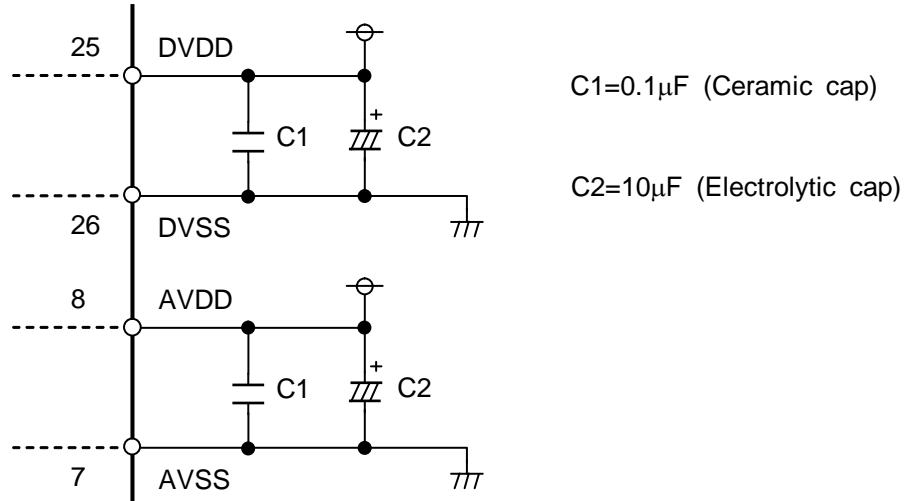 25 DVDD
C1=0.1μF (Ceramic cap)
+
C1 C2
C2=10μF (Electrolytic cap)
26 DVSS
8 AVDD
+
C1 C2
7 AVSS